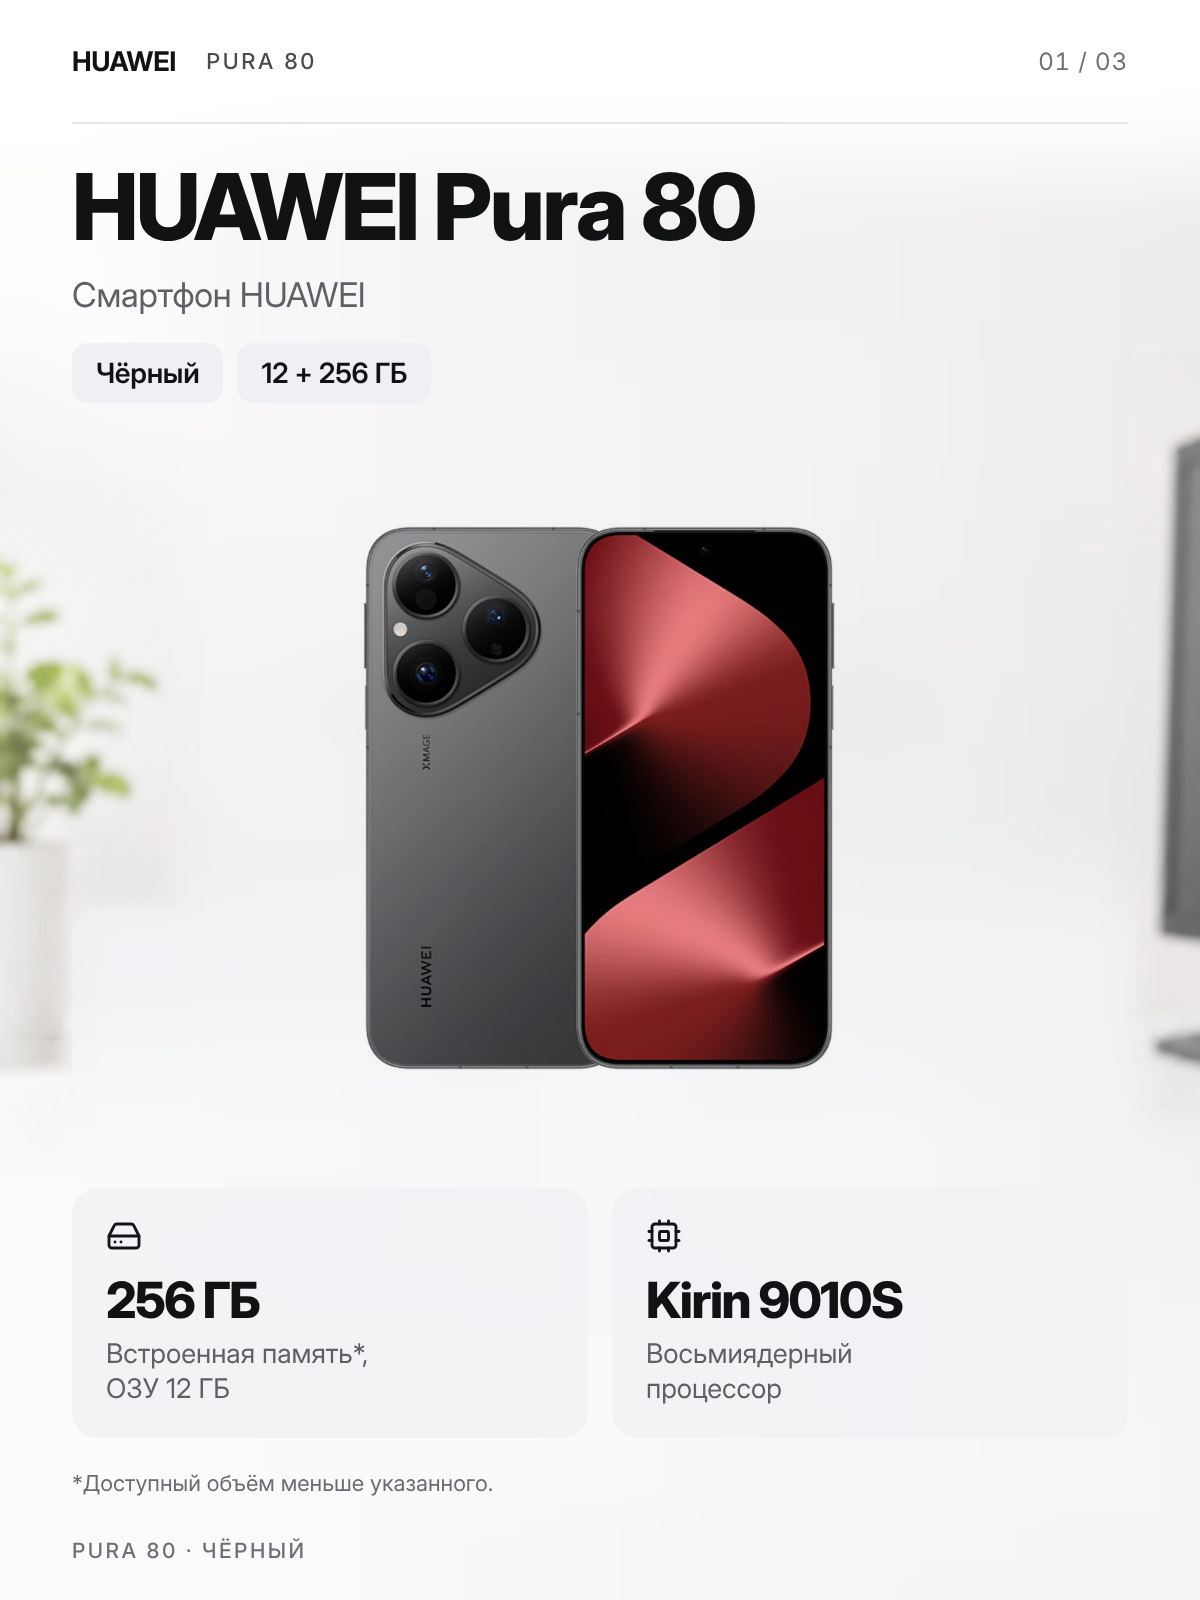 HUAWEI PURA 80 01 / 03
HUAWEI Pura 80
Смартфон HUAWEI
Чёрный 12 + 256 ГБ
XMAGE
HUAWEI
256 ГБ
Встроенная память*,
ОЗУ 12 ГБ
Kirin 9010S
Восьмиядерный
процессор
*Доступный объём меньше указанного.
PURA 80 · ЧЁРНЫЙ